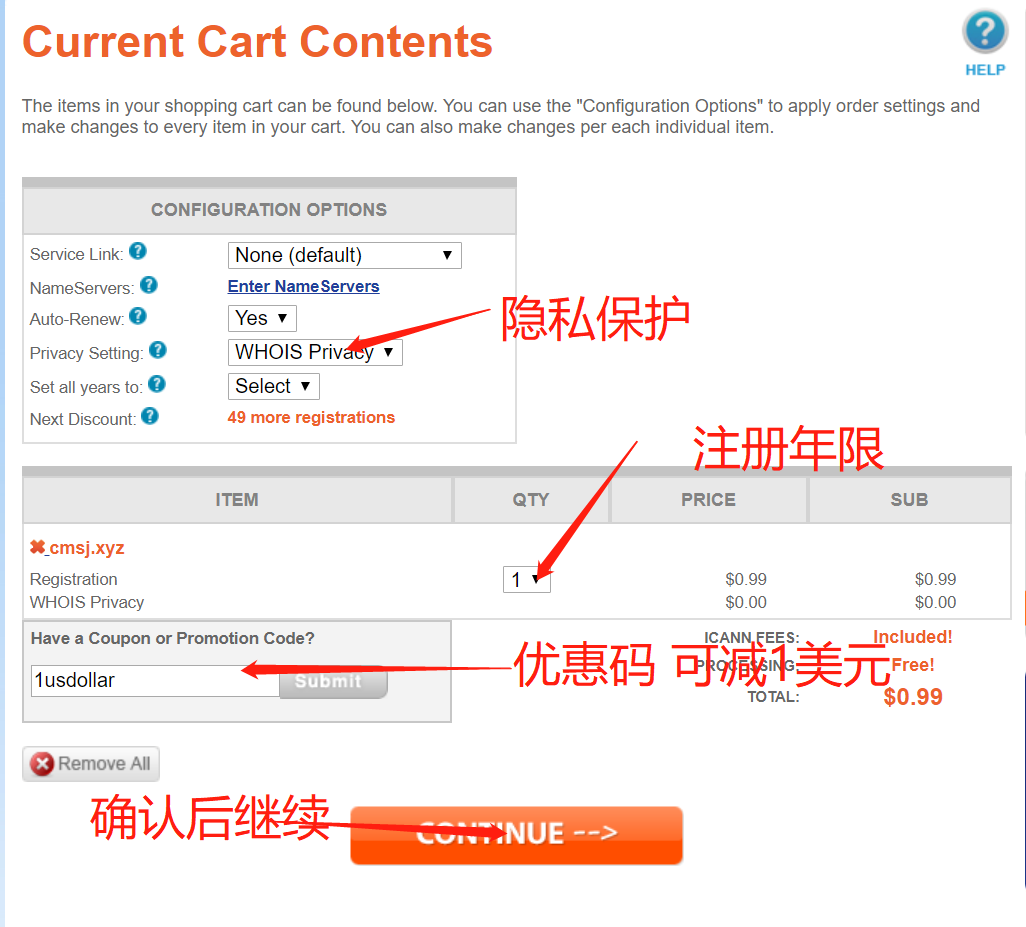 Current Cart Contents
HELP
The items in your shopping cart can be found below. You can use the "Configuration Options" to apply order settings and
make changes to every item in your cart. You can also make changes per each individual item.
CONFIGURATION OPTIONS
Service Link: ? None (default)
NameServers: ? Enter NameServers
Auto-Renew: ? Yes
隐私保护
Privacy Setting: ? WHOIS Privacy
Set all years to: ? Select
Next Discount: ? 49 more registrations
注册年限
ITEM QTY PRICE SUB
cmsj.xyz
Registration 1 $0.99 $0.99
WHOIS Privacy $0.00 $0.00
Have a Coupon or Promotion Code? ICANN FEES: Included!
优惠码 可减1美元
PROCESSING: Free!
1usdollar Submit
TOTAL: $0.99
Remove All
确认后继续
CONTINUE -->